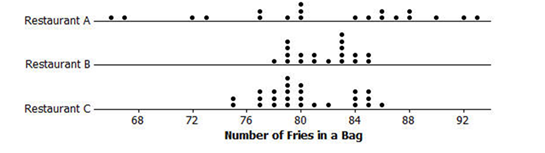 Restaurant A
Restaurant B
Restaurant C
68 72 76 80 84 88 92
Number of Fries in a Bag